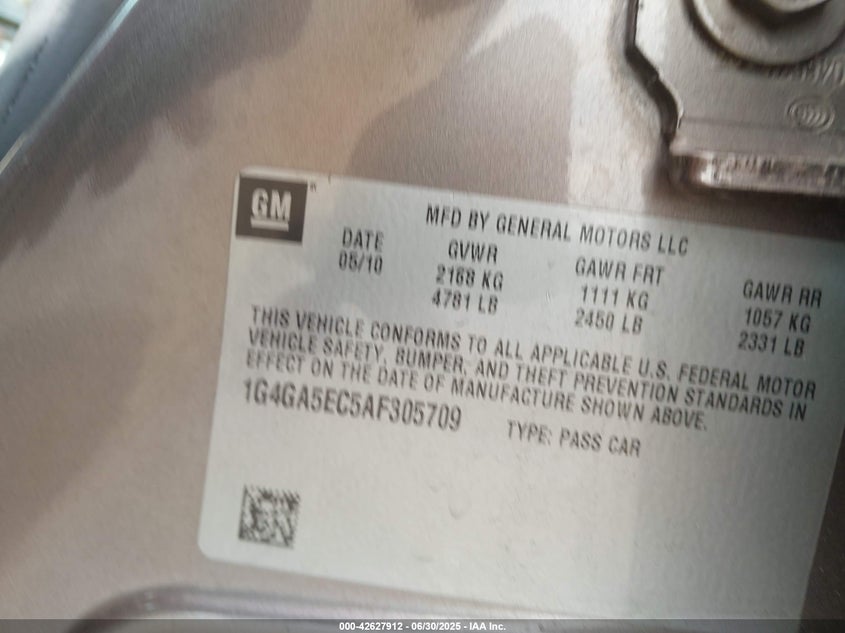 GM
MFD BY GENERAL MOTORS LLC
DATE GVWR GAWR FRT GAWR RR
05/10 2168 KG 1111 KG 1057 KG
4781 LB 2450 LB 2331 LB
THIS VEHICLE CONFORMS TO ALL APPLICABLE U.S. FEDERAL MOTOR
VEHICLE SAFETY, BUMPER, AND THEFT PREVENTION STANDARDS IN
EFFECT ON THE DATE OF MANUFACTURE SHOWN ABOVE.
1G4GA5EC5AF305709 TYPE: PASS CAR
000-42627912 - 06/30/2025 - IAA Inc.